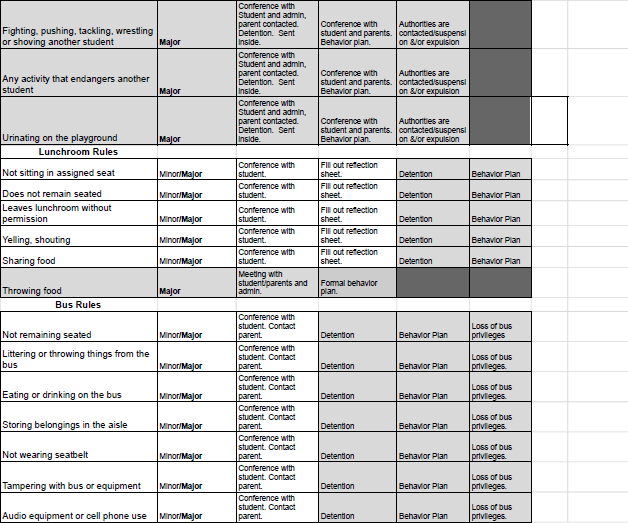 Fighting, pushing, tackling, wrestling
or shoving another student
Major
Conference with
Student and admin,
parent contacted.
Detention. Sent
inside.
Conference with
student and parents.
Behavior plan.
Authorities are
contacted/suspensi
on &/or expulsion
Any activity that endangers another
student
Major
Conference with
Student and admin,
parent contacted.
Detention. Sent
inside.
Conference with
student and parents.
Behavior plan.
Authorities are
contacted/suspensi
on &/or expulsion
Urinating on the playground
Major
Conference with
Student and admin,
parent contacted.
Detention. Sent
inside.
Conference with
student and parents.
Behavior plan.
Authorities are
contacted/suspensi
on &/or expulsion
Lunchroom Rules
Not sitting in assigned seat
Minor/Major
Conference with
student.
Fill out reflection
sheet.
Detention
Behavior Plan
Does not remain seated
Minor/Major
Conference with
student.
Fill out reflection
sheet.
Detention
Behavior Plan
Leaves lunchroom without
permission
Minor/Major
Conference with
student.
Fill out reflection
sheet.
Detention
Behavior Plan
Yelling, shouting
Minor/Major
Conference with
student.
Fill out reflection
sheet.
Detention
Behavior Plan
Sharing food
Minor/Major
Conference with
student.
Fill out reflection
sheet.
Detention
Behavior Plan
Throwing food
Major
Meeting with
student/parents and
admin.
Formal behavior
plan.
Bus Rules
Not remaining seated
Minor/Major
Conference with
student. Contact
parent.
Detention
Behavior Plan
Loss of bus
privileges
Littering or throwing things from the
bus
Minor/Major
Conference with
student. Contact
parent.
Detention
Behavior Plan
Loss of bus
privileges.
Eating or drinking on the bus
Minor/Major
Conference with
student. Contact
parent.
Detention
Behavior Plan
Loss of bus
privileges.
Storing belongings in the aisle
Minor/Major
Conference with
student. Contact
parent.
Detention
Behavior Plan
Loss of bus
privileges.
Not wearing seatbelt
Minor/Major
Conference with
student. Contact
parent.
Detention
Behavior Plan
Loss of bus
privileges.
Tampering with bus or equipment
Minor/Major
Conference with
student. Contact
parent.
Detention
Behavior Plan
Loss of bus
privileges.
Audio equipment or cell phone use
Minor/Major
Conference with
student. Contact
parent.
Detention
Behavior Plan
Loss of bus
privileges.